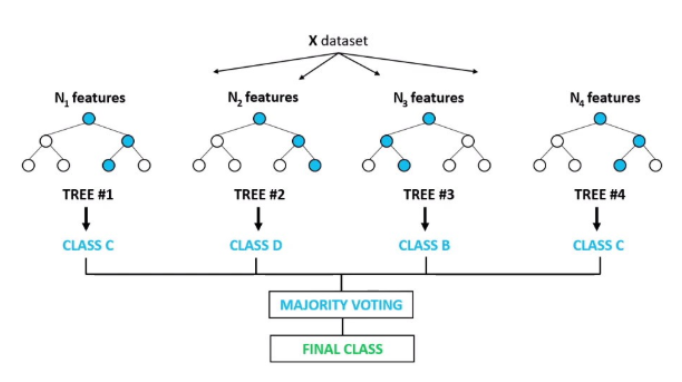 X dataset
N1 features
N2 features
N3 features
N4 features
TREE #1
TREE #2
TREE #3
TREE #4
CLASS C
CLASS D
CLASS B
CLASS C
MAJORITY VOTING
FINAL CLASS